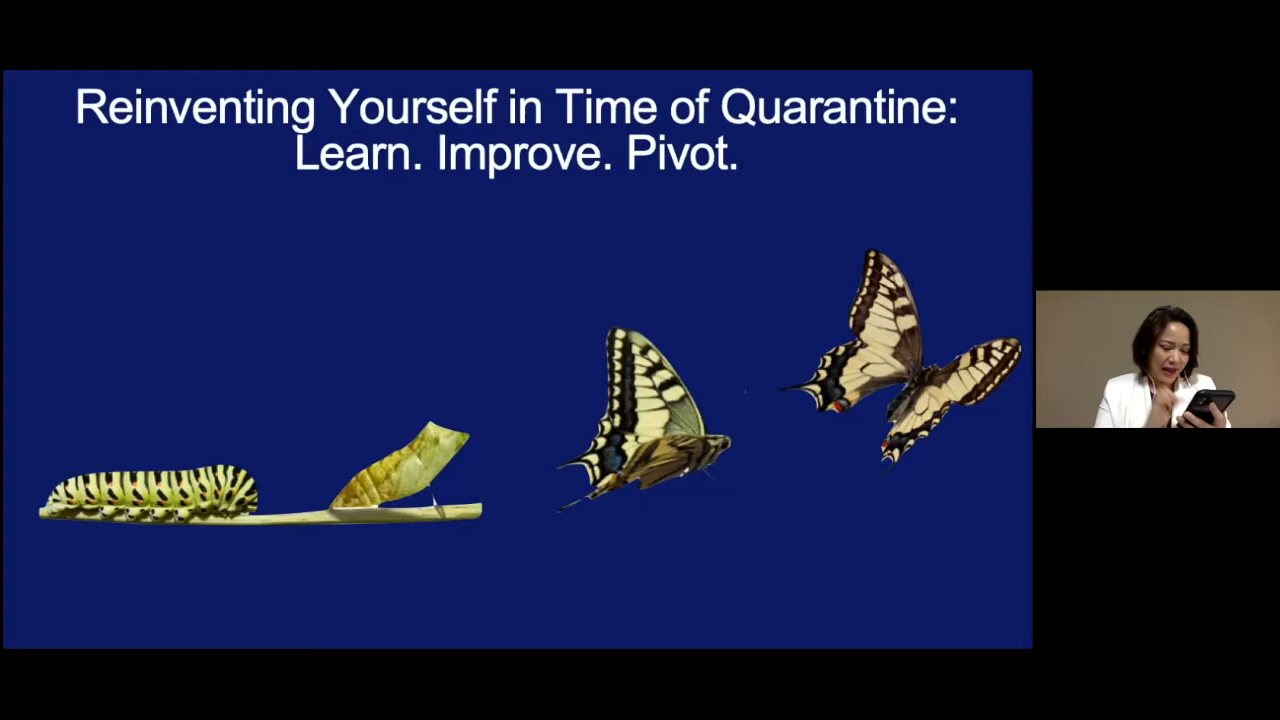 Reinventing Yourself in Time of Quarantine:
Learn. Improve. Pivot.